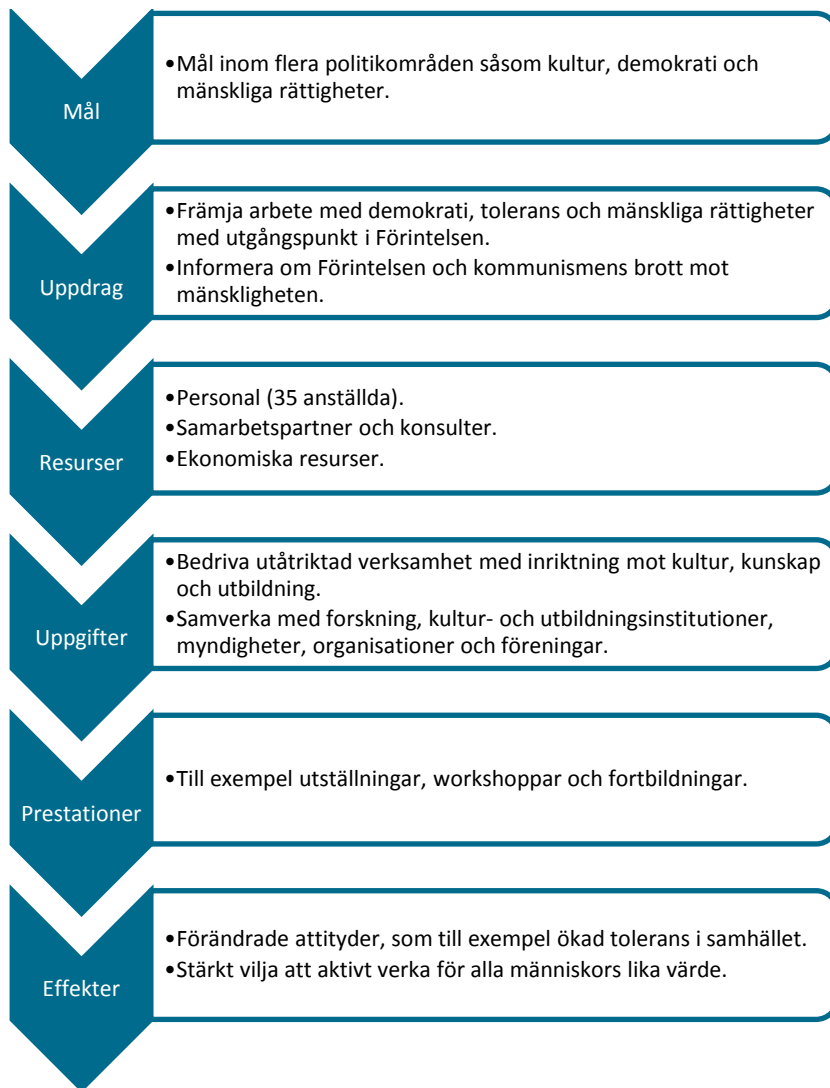 Mål
•Mål inom flera politikområden såsom kultur, demokrati och
mänskliga rättigheter.
Uppdrag
•Främja arbete med demokrati, tolerans och mänskliga rättigheter
med utgångspunkt i Förintelsen.
•Informera om Förintelsen och kommunismens brott mot
mänskligheten.
Resurser
•Personal (35 anställda).
•Samarbetspartner och konsulter.
•Ekonomiska resurser.
Uppgifter
•Bedriva utåtriktad verksamhet med inriktning mot kultur, kunskap
och utbildning.
•Samverka med forskning, kultur- och utbildningsinstitutioner,
myndigheter, organisationer och föreningar.
Prestationer
•Till exempel utställningar, workshoppar och fortbildningar.
Effekter
•Förändrade attityder, som till exempel ökad tolerans i samhället.
•Stärkt vilja att aktivt verka för alla människors lika värde.